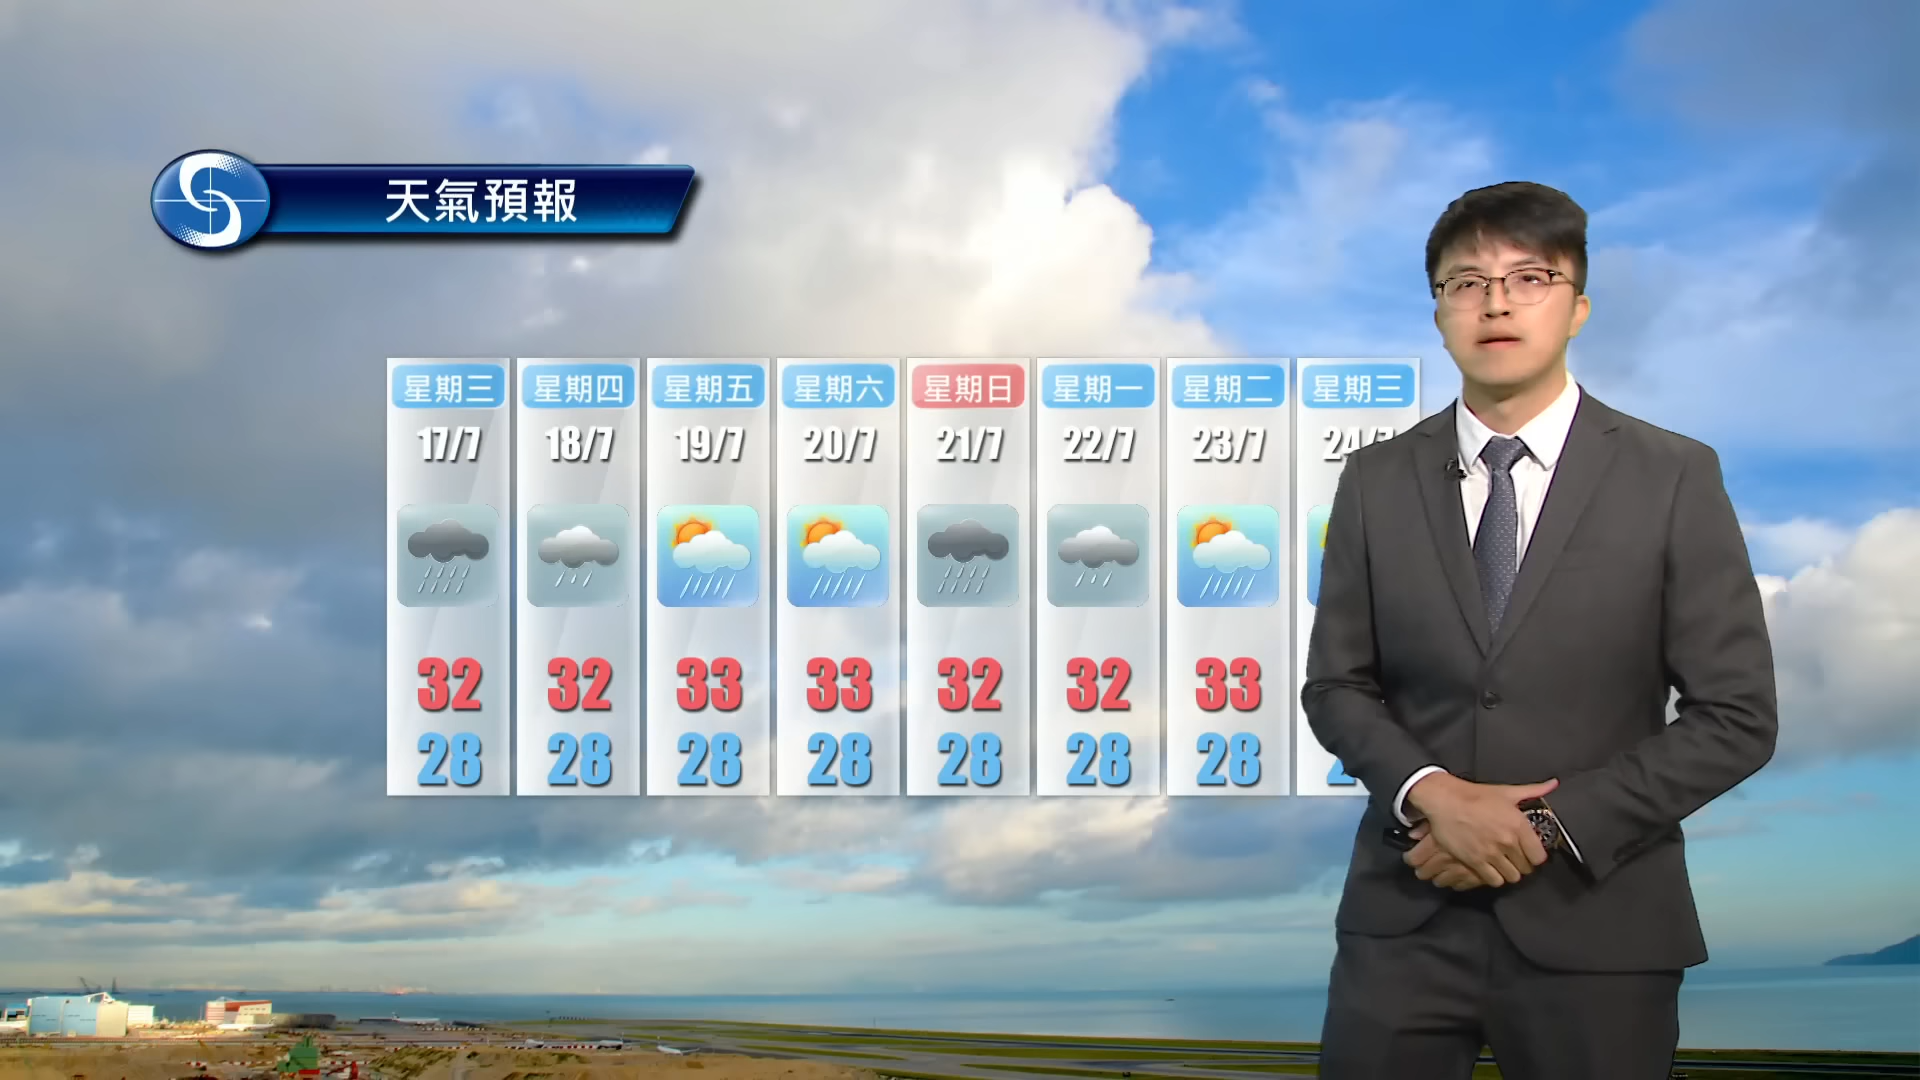 天氣預報
星期三 星期四 星期五 星期六 星期日 星期一 星期二 星期三
17/7 18/7 19/7 20/7 21/7 22/7 23/7 24/7
32 32 33 33 32 32 33
28 28 28 28 28 28 28